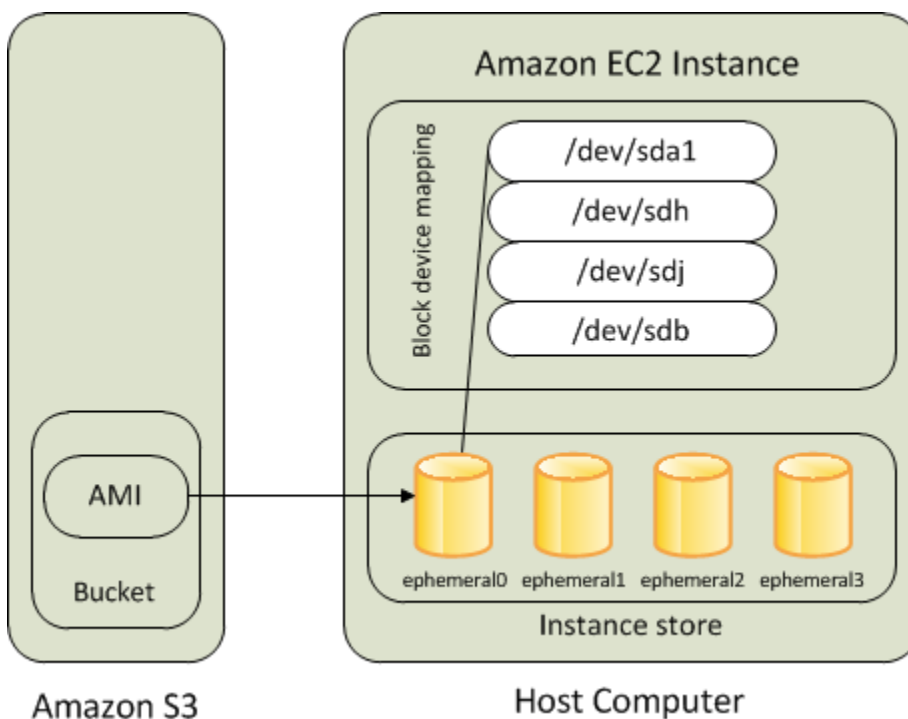 Amazon EC2 Instance
Block device mapping
/dev/sda1
/dev/sdh
/dev/sdj
/dev/sdb
AMI
Bucket
ephemeral0
ephemeral1
ephemeral2
ephemeral3
Instance store
Amazon S3
Host Computer